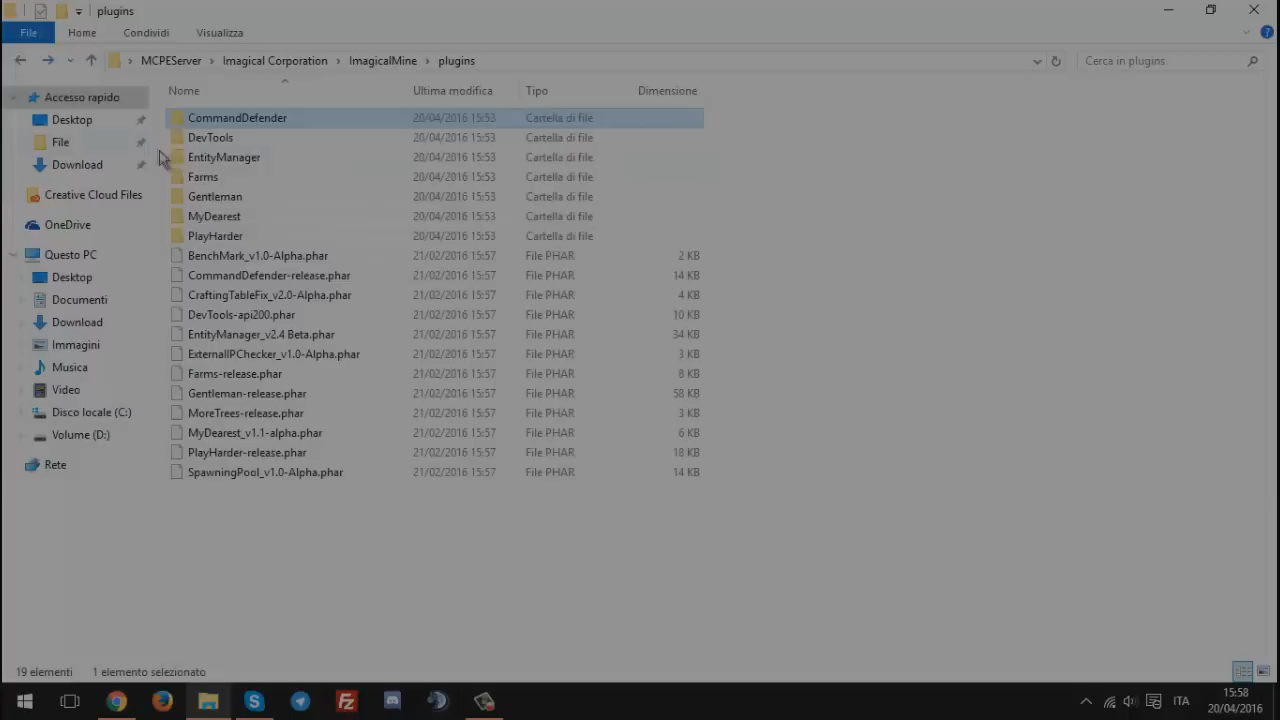 plugins
File Home Condividi Visualizza
MCPEServer Imagical Corporation ImagicalMine plugins Cerca in plugins
Nome Ultima modifica Tipo Dimensione
Accesso rapido
Desktop
File
Download
Creative Cloud Files
OneDrive
Questo PC
Desktop
Documenti
Download
Immagini
Musica
Video
Disco locale (C:)
Volume (D:)
Rete
CommandDefender 20/04/2016 15:53 Cartella di file
DevTools 20/04/2016 15:53 Cartella di file
EntityManager 20/04/2016 15:53 Cartella di file
Farms 20/04/2016 15:53 Cartella di file
Gentleman 20/04/2016 15:53 Cartella di file
MyDearest 20/04/2016 15:53 Cartella di file
PlayHarder 20/04/2016 15:53 Cartella di file
BenchMark_v1.0-Alpha.phar 21/02/2016 15:57 File PHAR 2 KB
CommandDefender-release.phar 21/02/2016 15:57 File PHAR 14 KB
CraftingTableFix_v2.0-Alpha.phar 21/02/2016 15:57 File PHAR 4 KB
DevTools-api200.phar 21/02/2016 15:57 File PHAR 10 KB
EntityManager_v2.4 Beta.phar 21/02/2016 15:57 File PHAR 34 KB
ExternalIPChecker_v1.0-Alpha.phar 21/02/2016 15:57 File PHAR 3 KB
Farms-release.phar 21/02/2016 15:57 File PHAR 8 KB
Gentleman-release.phar 21/02/2016 15:57 File PHAR 58 KB
MoreTrees-release.phar 21/02/2016 15:57 File PHAR 3 KB
MyDearest_v1.1-alpha.phar 21/02/2016 15:57 File PHAR 6 KB
PlayHarder-release.phar 21/02/2016 15:57 File PHAR 18 KB
SpawningPool_v1.0-Alpha.phar 21/02/2016 15:57 File PHAR 14 KB
19 elementi 1 elemento selezionato
ITA
15:58
20/04/2016